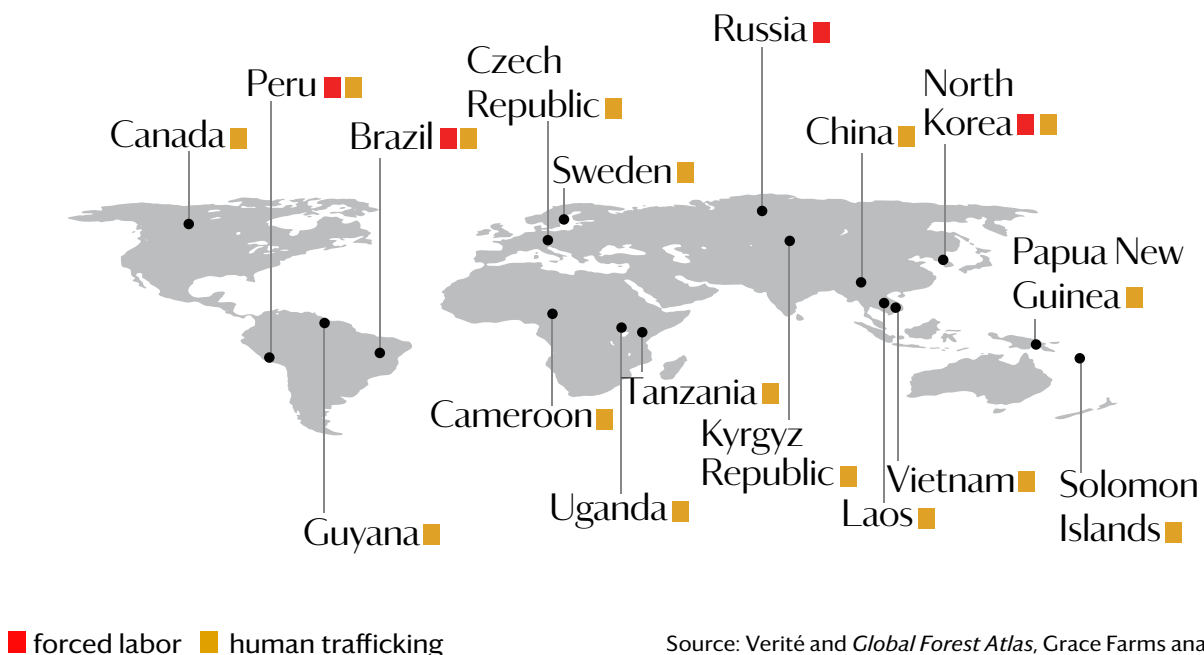 Russia
Czech
Republic
North
Korea
Peru
Canada
Brazil
China
Sweden
Papua New
Guinea
Tanzania
Cameroon
Kyrgyz
Republic
Vietnam
Solomon
Islands
Uganda
Laos
Guyana
forced labor
human trafficking
Source: Verité and Global Forest Atlas, Grace Farms ana